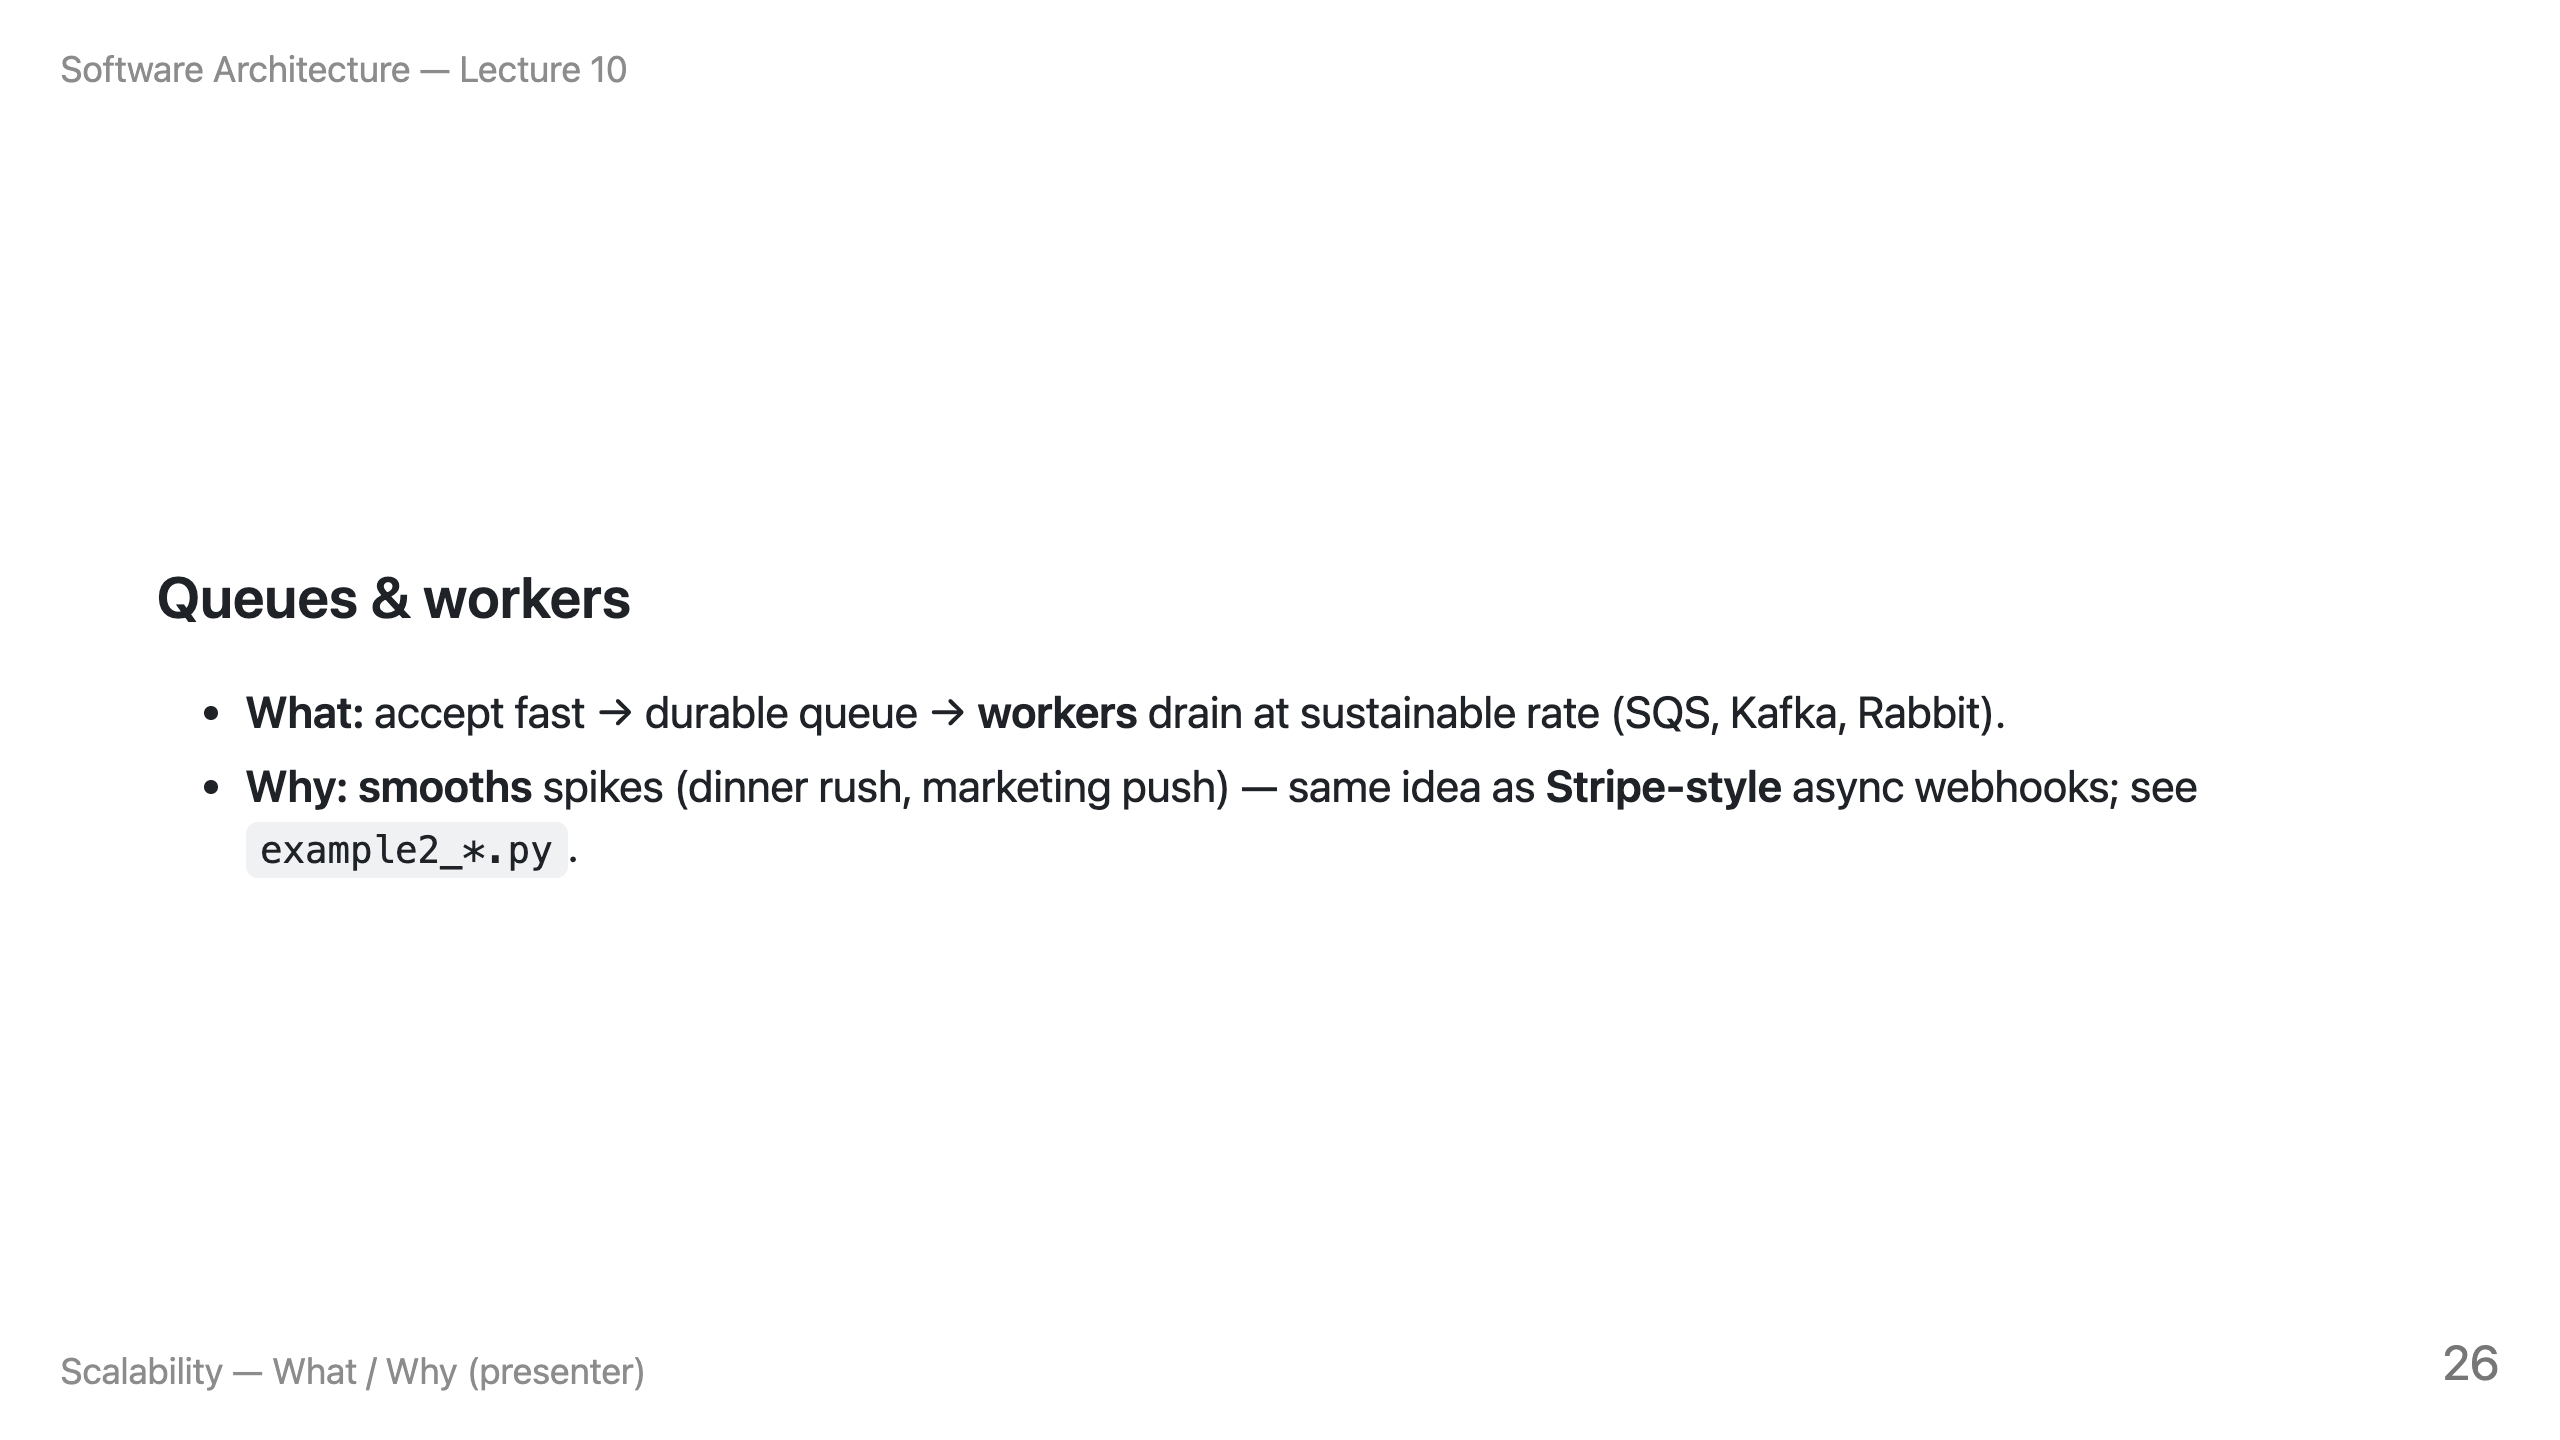 Software Architecture — Lecture 10
Queues & workers
• What: accept fast → durable queue → workers drain at sustainable rate (SQS, Kafka, Rabbit).
• Why: smooths spikes (dinner rush, marketing push) — same idea as Stripe-style async webhooks; see
example2_*.py .
Scalability — What / Why (presenter)
26